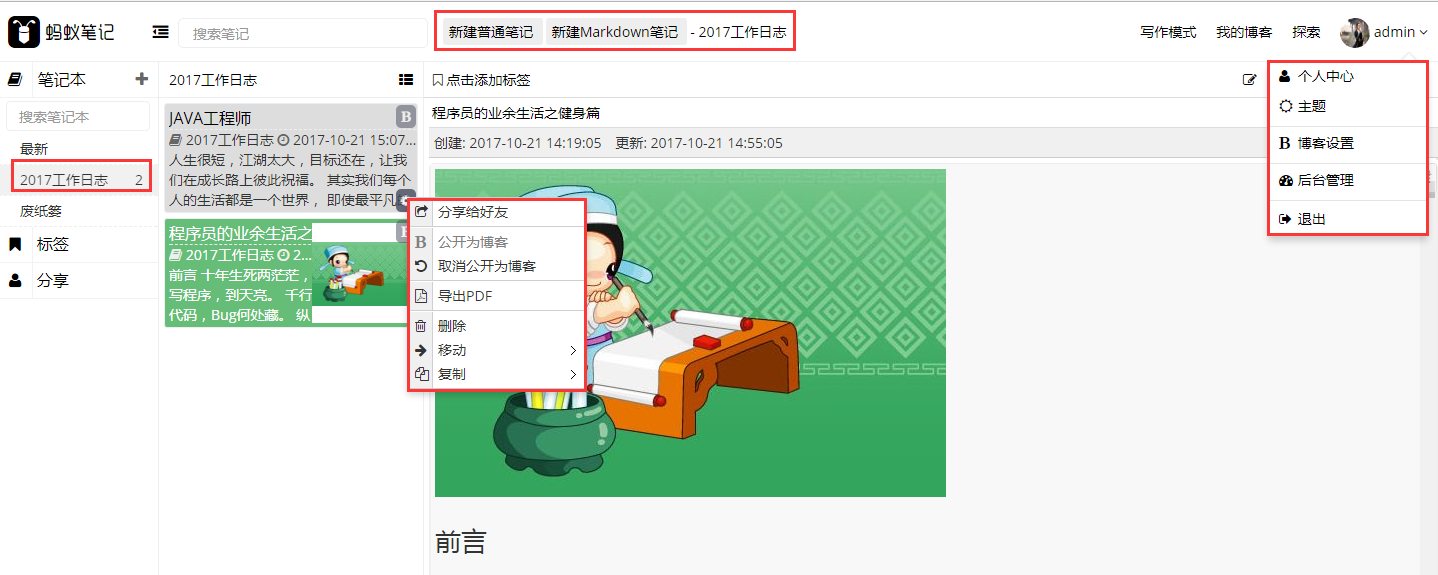 蚂蚁笔记
搜索笔记
新建普通笔记 新建Markdown笔记 - 2017工作日志
写作模式 我的博客 探索 admin
笔记本
搜索笔记本
最新
2017工作日志 2
废纸篓
标签
分享
2017工作日志
JAVA工程师 B
2017工作日志 2017-10-21 15:07...
人生很短，江湖太大，目标还在，让我
们在成长路上彼此祝福。 其实我们每个
人的生活都是一个世界， 即使最平凡
程序员的业余生活之
2017工作日志 2...
前言 十年生死两茫茫，
写程序，到天亮。 千行
代码，Bug何处藏。 纵
分享给好友
B 公开为博客
取消公开为博客
导出PDF
删除
移动
复制
点击添加标签
程序员的业余生活之健身篇
创建: 2017-10-21 14:19:05 更新: 2017-10-21 14:55:05
前言
个人中心
主题
B 博客设置
后台管理
退出